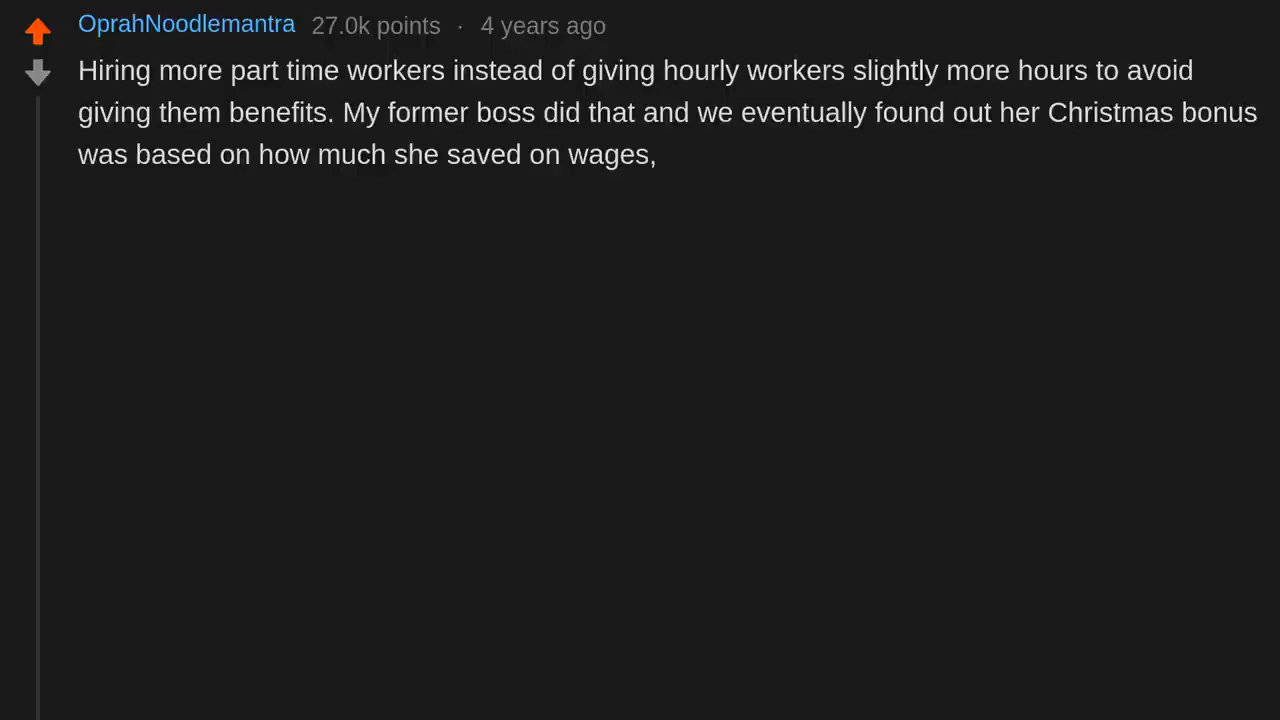 OprahNoodlemantra 27.0k points · 4 years ago
Hiring more part time workers instead of giving hourly workers slightly more hours to avoid
giving them benefits. My former boss did that and we eventually found out her Christmas bonus
was based on how much she saved on wages,